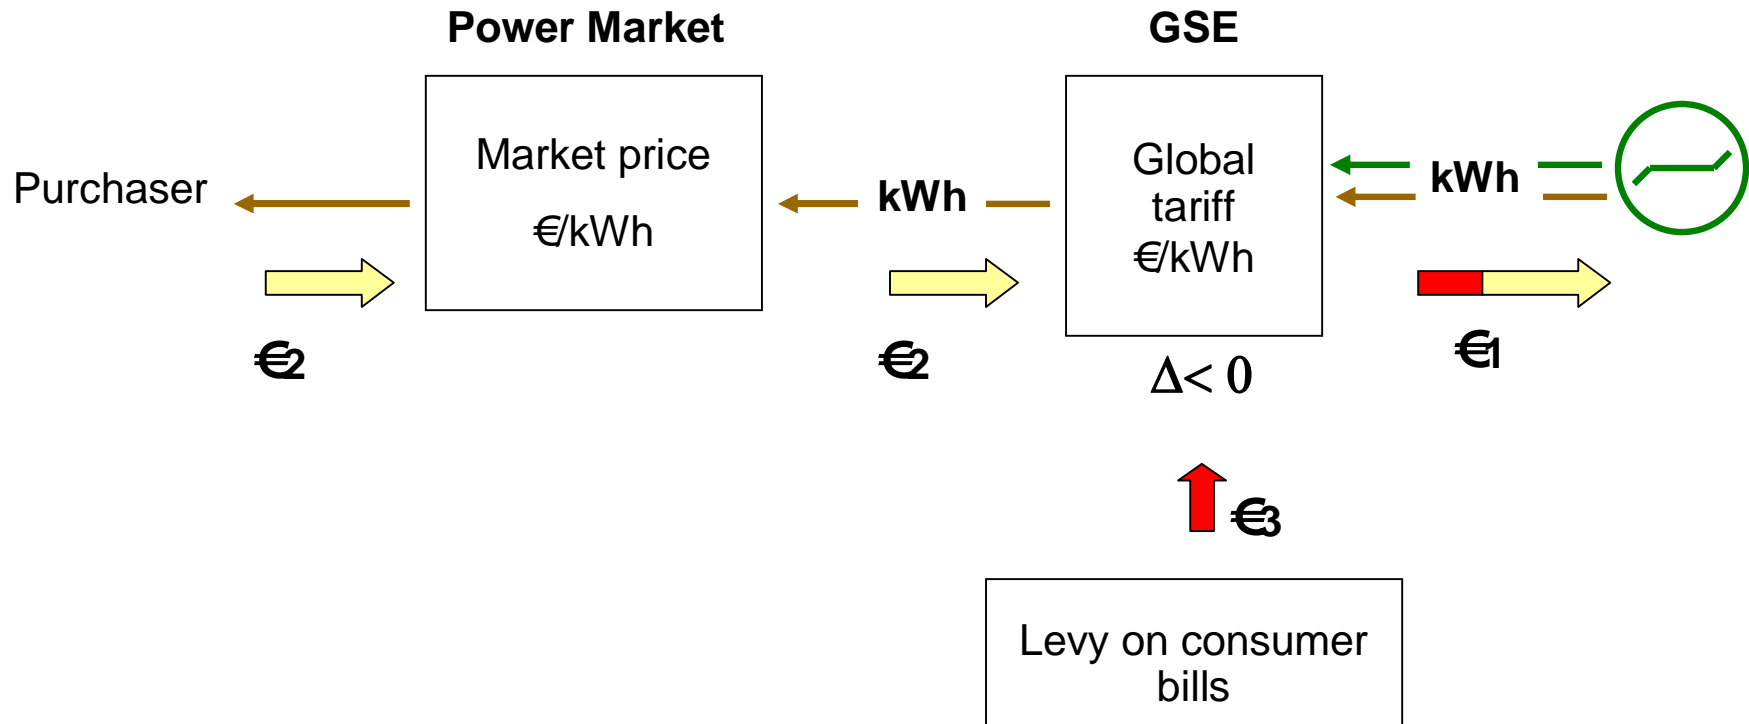 Power Market
GSE
Purchaser
Market price
€/kWh
kWh
Global
tariff
€/kWh
kWh
€2
€2
Δ< 0
€1
€3
Levy on consumer
bills